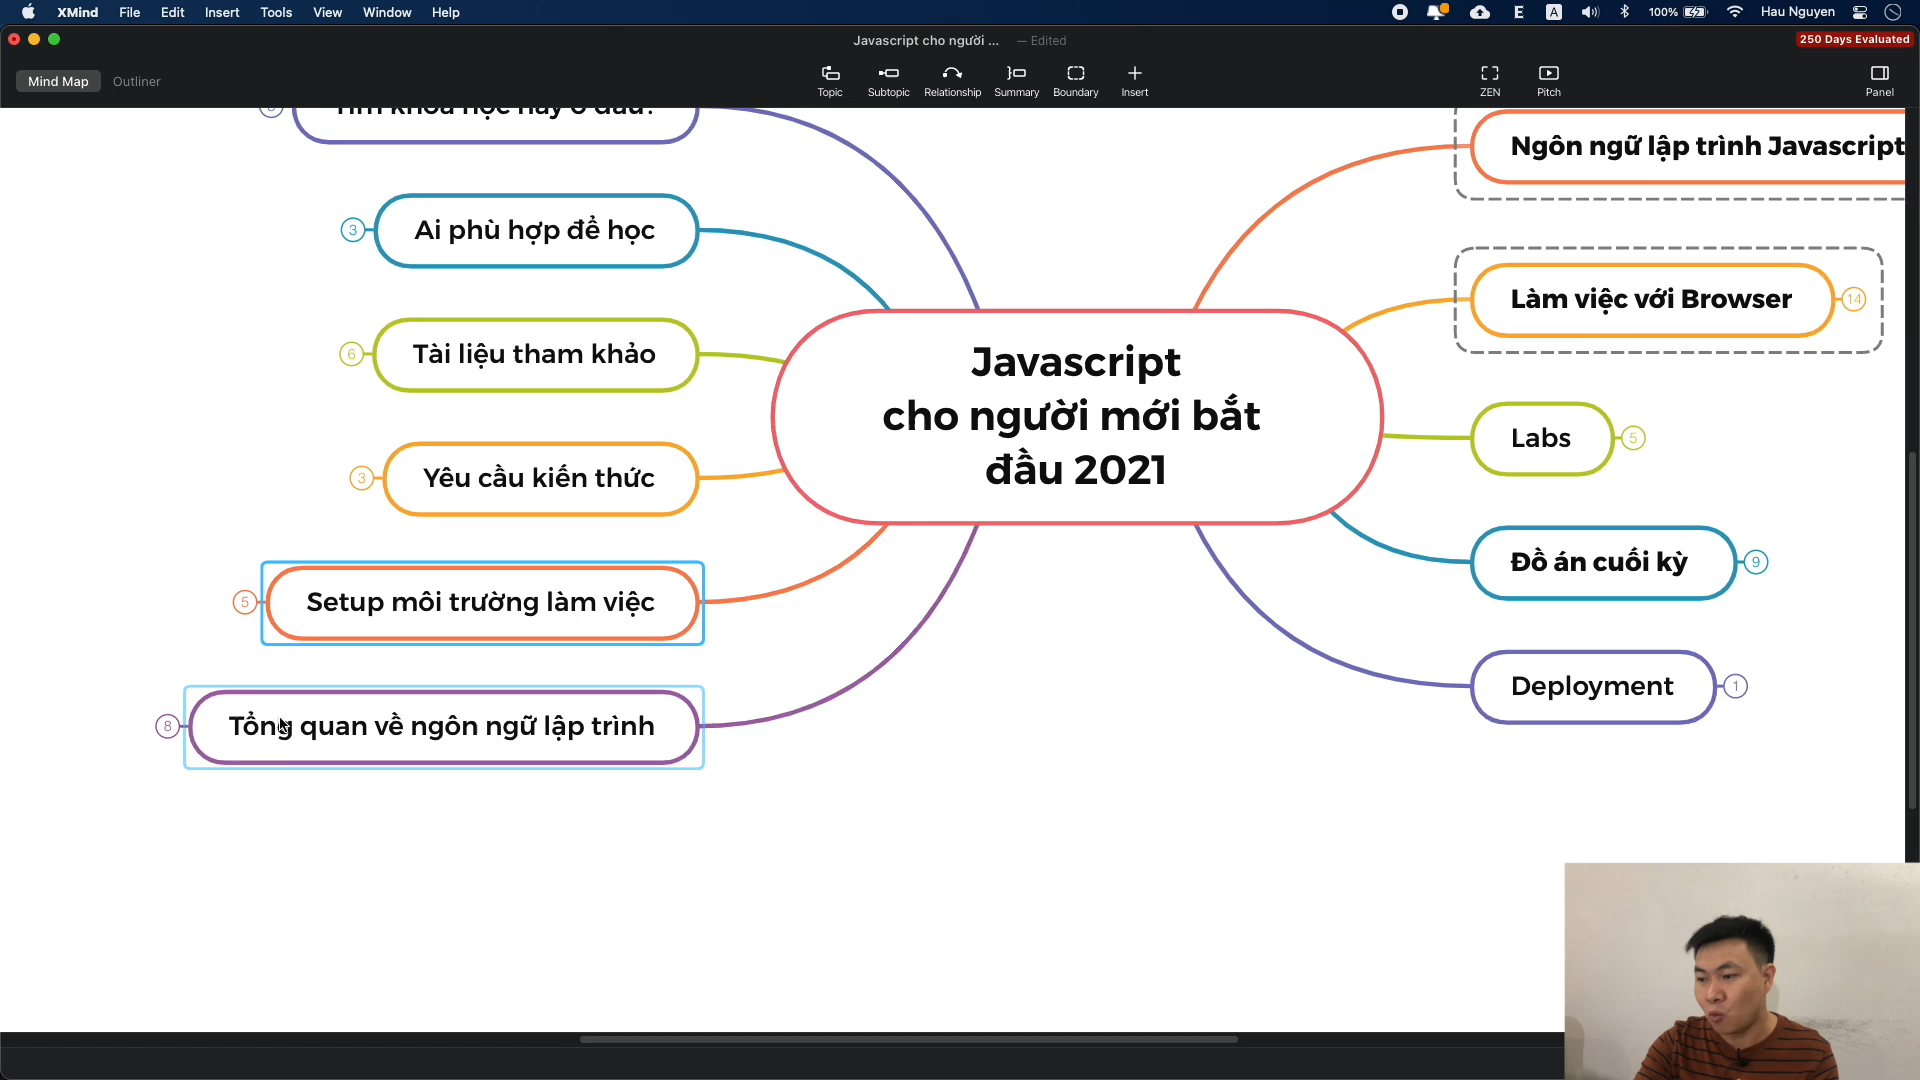 XMind File Edit Insert Tools View Window Help
E A 100% Hau Nguyen
Javascript cho người ... — Edited
250 Days Evaluated
Mind Map Outliner
Topic Subtopic Relationship Summary Boundary Insert ZEN Pitch Panel
Ngôn ngữ lập trình Javascript
3 Ai phù hợp để học
Làm việc với Browser 14
6 Tài liệu tham khảo
Javascript
cho người mới bắt
đầu 2021
Labs 5
3 Yêu cầu kiến thức
Đồ án cuối kỳ 9
5 Setup môi trường làm việc
Deployment 1
8 Tổng quan về ngôn ngữ lập trình